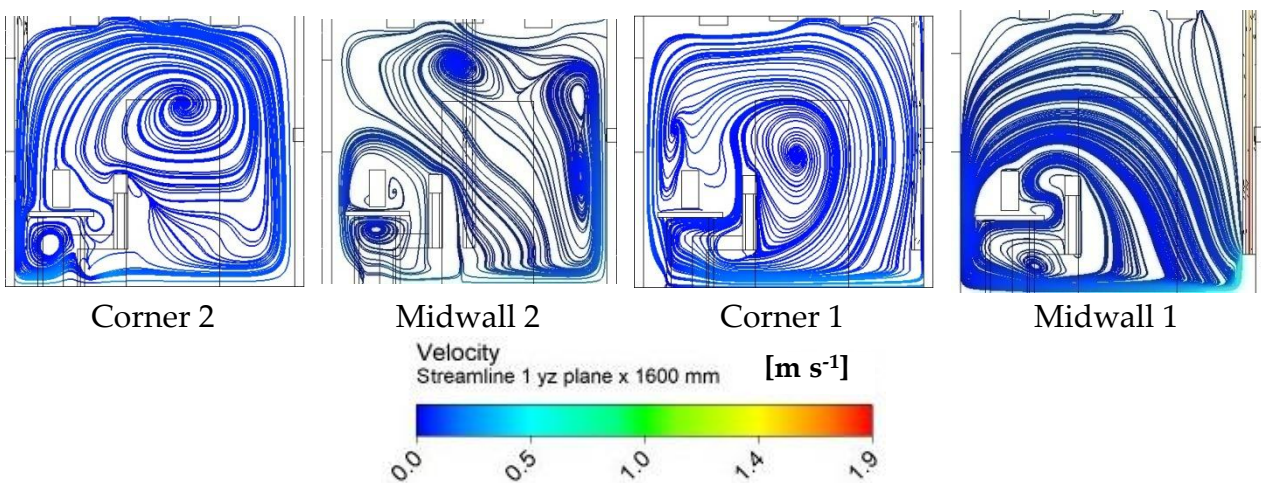 Corner 2 Midwall 2 Corner 1 Midwall 1
Velocity
Streamline 1 yz plane x 1600 mm [m s⁻¹]
0.0 0.5 1.0 1.4 1.9